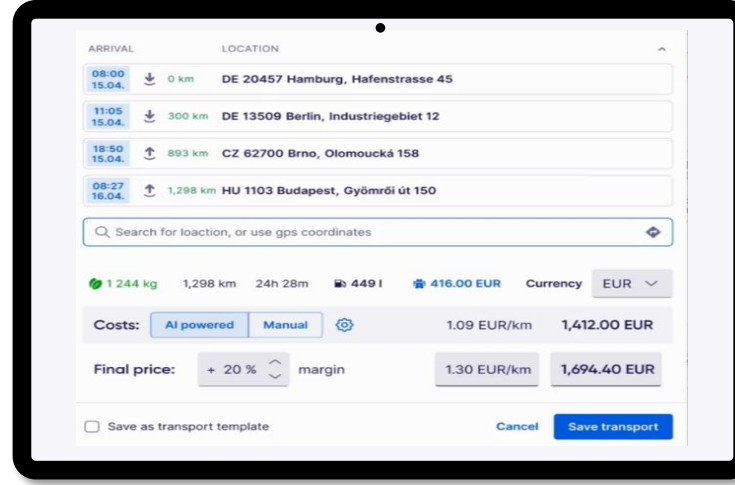 ARRIVAL LOCATION
08:00 15.04. 0 km DE 20457 Hamburg, Hafenstrasse 45
11:05 15.04. 300 km DE 13509 Berlin, Industriegebiet 12
18:50 15.04. 893 km CZ 62700 Brno, Olomoucká 158
08:27 16.04. 1,298 km HU 1103 Budapest, Gyömrői út 150
Search for loaction, or use gps coordinates
1 244 kg 1,298 km 24h 28m 449 l 416.00 EUR Currency EUR
Costs: AI powered Manual 1.09 EUR/km 1,412.00 EUR
Final price: + 20 % margin 1.30 EUR/km 1,694.40 EUR
Save as transport template Cancel Save transport